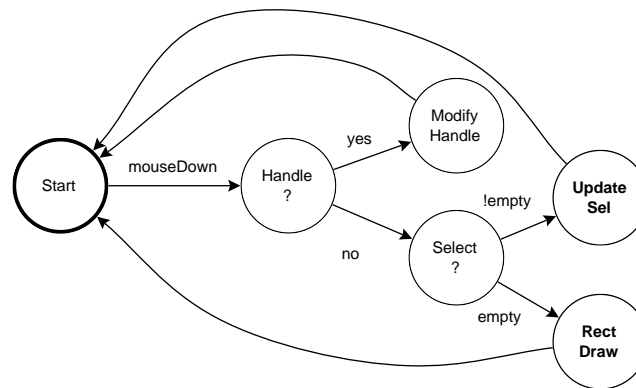 Start
mouseDown
Handle
?
yes
Modify
Handle
no
Select
?
!empty
Update
Sel
empty
Rect
Draw